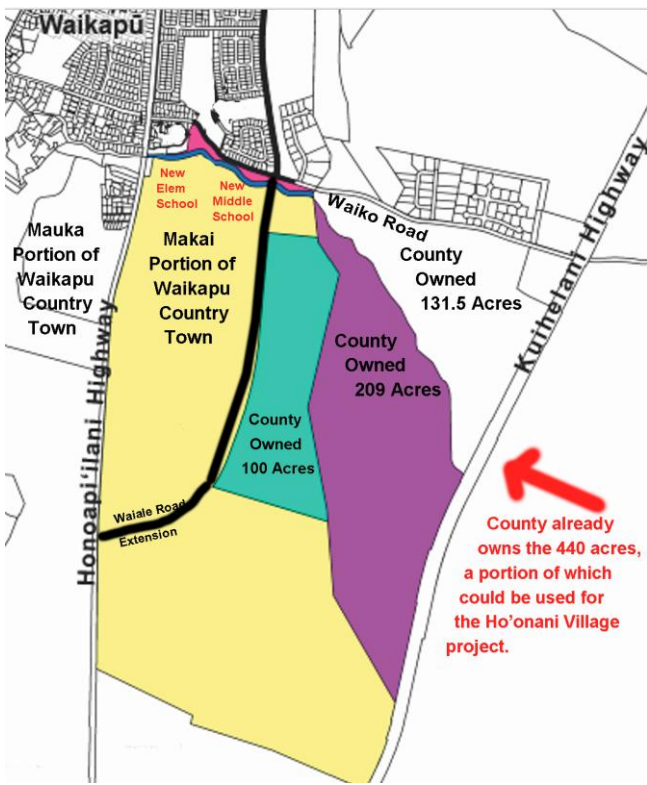 Waikapū
New
Elem
School
New
Middle
School
Mauka
Portion of
Waikapu
Country
Town
Makai
Portion of
Waikapu
Country
Town
Waiko Road
County
Owned
131.5 Acres
County
Owned
209 Acres
County
Owned
100 Acres
Kuihelani Highway
Honoapi'ilani Highway
Waiale Road
Extension
County already
owns the 440 acres,
a portion of which
could be used for
the Ho'onani Village
project.